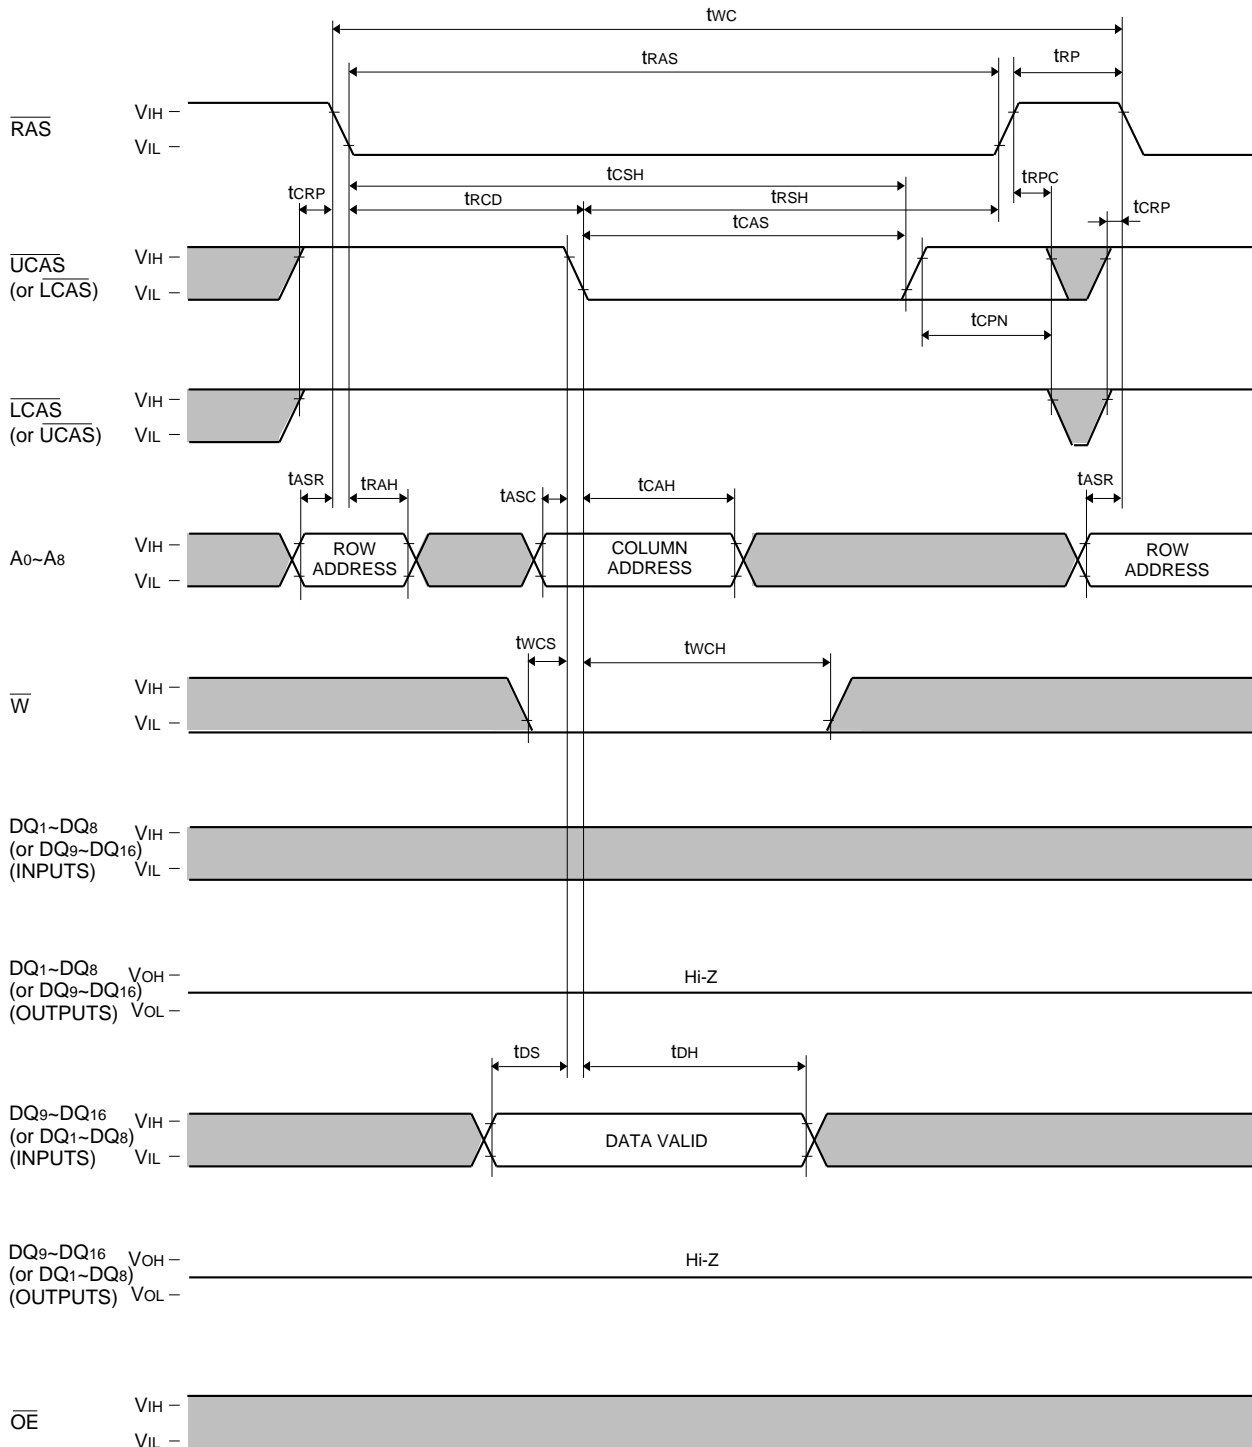 tWC
tRAS
tRP
RAS
VIH
VIL
tCSH
tCRP
tRCD
tRSH
tRPC
tCRP
tCAS
UCAS
(or LCAS)
VIH
VIL
tCPN
LCAS
(or UCAS)
VIH
VIL
tASR
tRAH
tASC
tCAH
tASR
A0~A8
VIH
VIL
ROW
ADDRESS
COLUMN
ADDRESS
ROW
ADDRESS
tWCS
tWCH
W
VIH
VIL
DQ1~DQ8
(or DQ9~DQ16)
(INPUTS)
VIH
VIL
DQ1~DQ8
(or DQ9~DQ16)
(OUTPUTS)
VOH
VOL
Hi-Z
tDS
tDH
DQ9~DQ16
(or DQ1~DQ8)
(INPUTS)
VIH
VIL
DATA VALID
DQ9~DQ16
(or DQ1~DQ8)
(OUTPUTS)
VOH
VOL
Hi-Z
OE
VIH
VIL